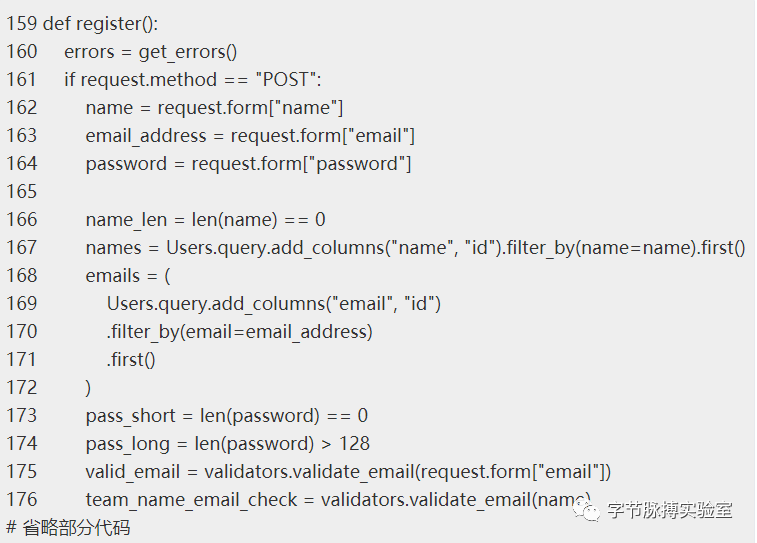 159 def register():
160     errors = get_errors()
161     if request.method == "POST":
162         name = request.form["name"]
163         email_address = request.form["email"]
164         password = request.form["password"]
165
166         name_len = len(name) == 0
167         names = Users.query.add_columns("name", "id").filter_by(name=name).first()
168         emails = (
169             Users.query.add_columns("email", "id")
170             .filter_by(email=email_address)
171             .first()
172         )
173         pass_short = len(password) == 0
174         pass_long = len(password) > 128
175         valid_email = validators.validate_email(request.form["email"])
176         team_name_email_check = validators.validate_email(name)
字节脉搏实验室
# 省略部分代码